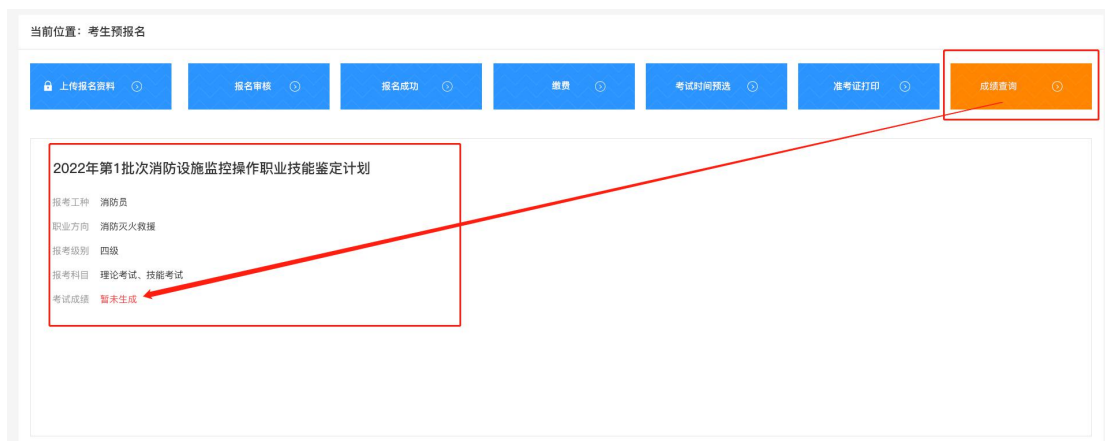 当前位置：考生预报名
上传报名资料
报名审核
报名成功
缴费
考试时间预选
准考证打印
成绩查询
2022年第1批次消防设施监控操作职业技能鉴定计划
报考工种 消防员
职业方向 消防灭火救援
报考级别 四级
报考科目 理论考试、技能考试
考试成绩 暂未生成